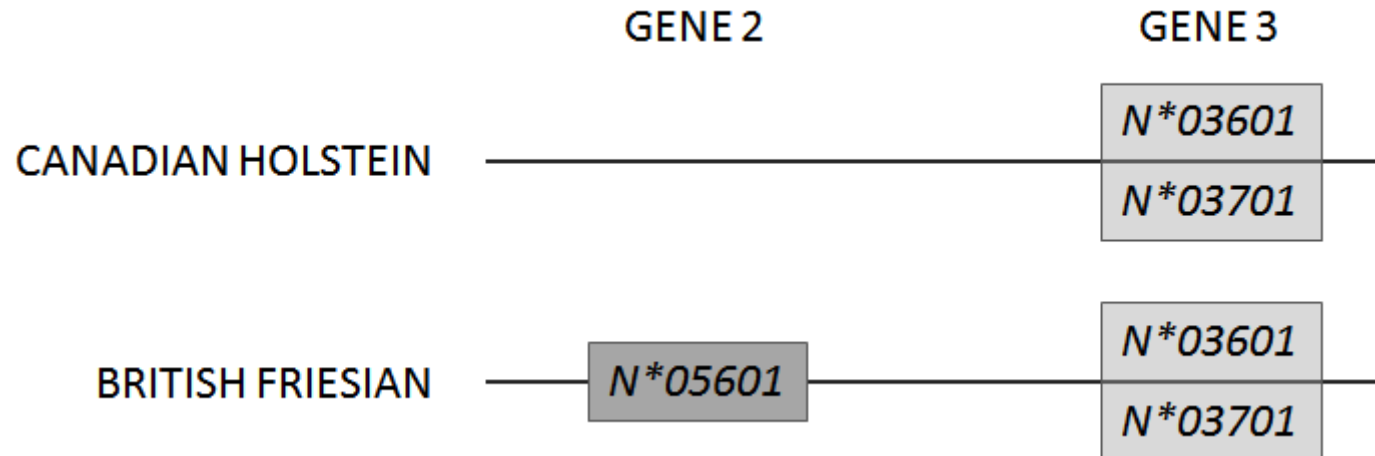 GENE 2 GENE 3
N*03601
CANADIAN HOLSTEIN
N*03701
N*03601
BRITISH FRIESIAN N*05601
N*03701